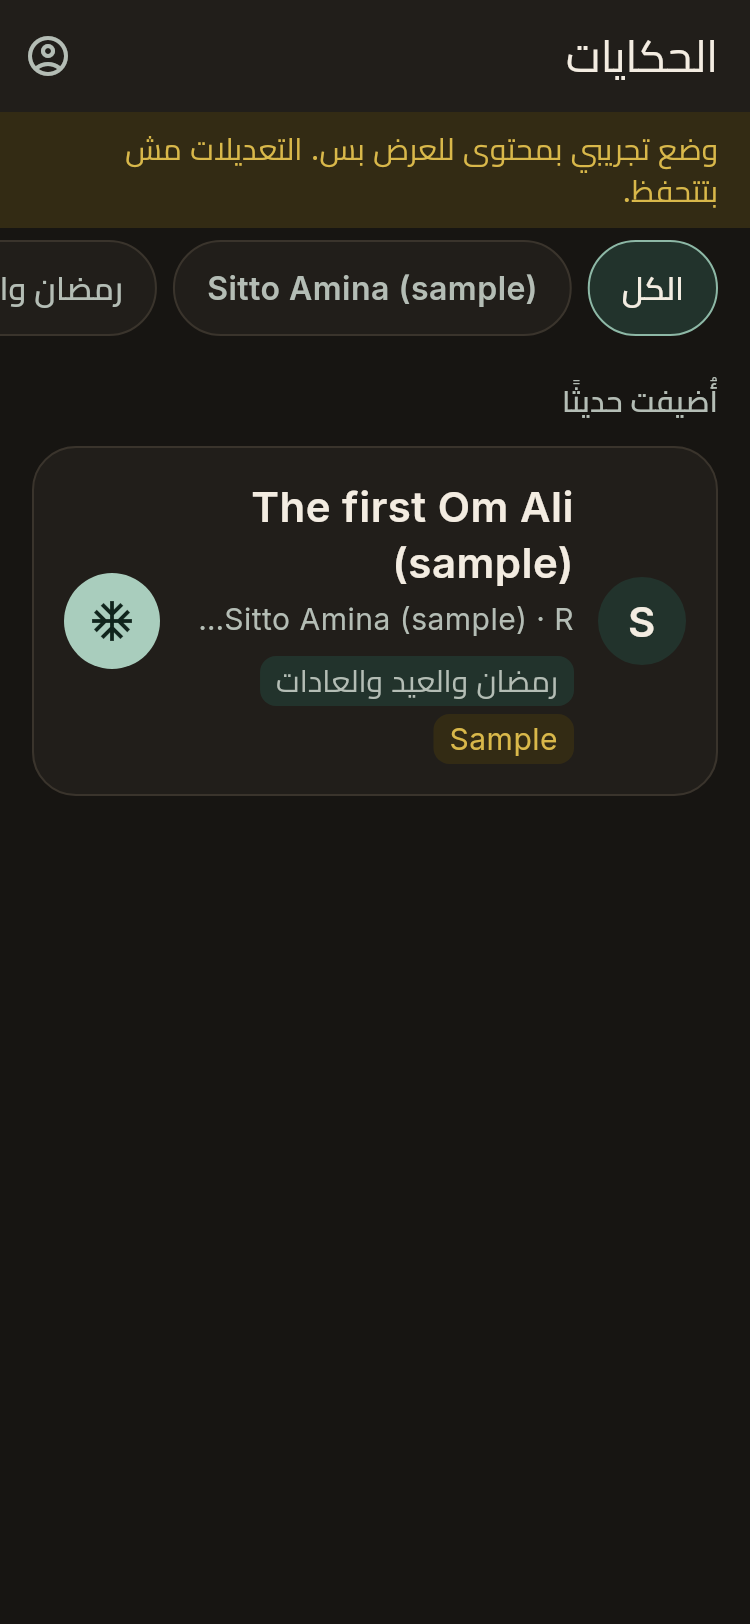 الحكايات
وضع تجريبي بمحتوى للعرض بس. التعديلات مش
بتتحفظ.
الكل
Sitto Amina (sample)
رمضان وا
أُضيفت حديثًا
The first Om Ali
(sample)
Sitto Amina (sample) · R...
S
رمضان والعيد والعادات
Sample